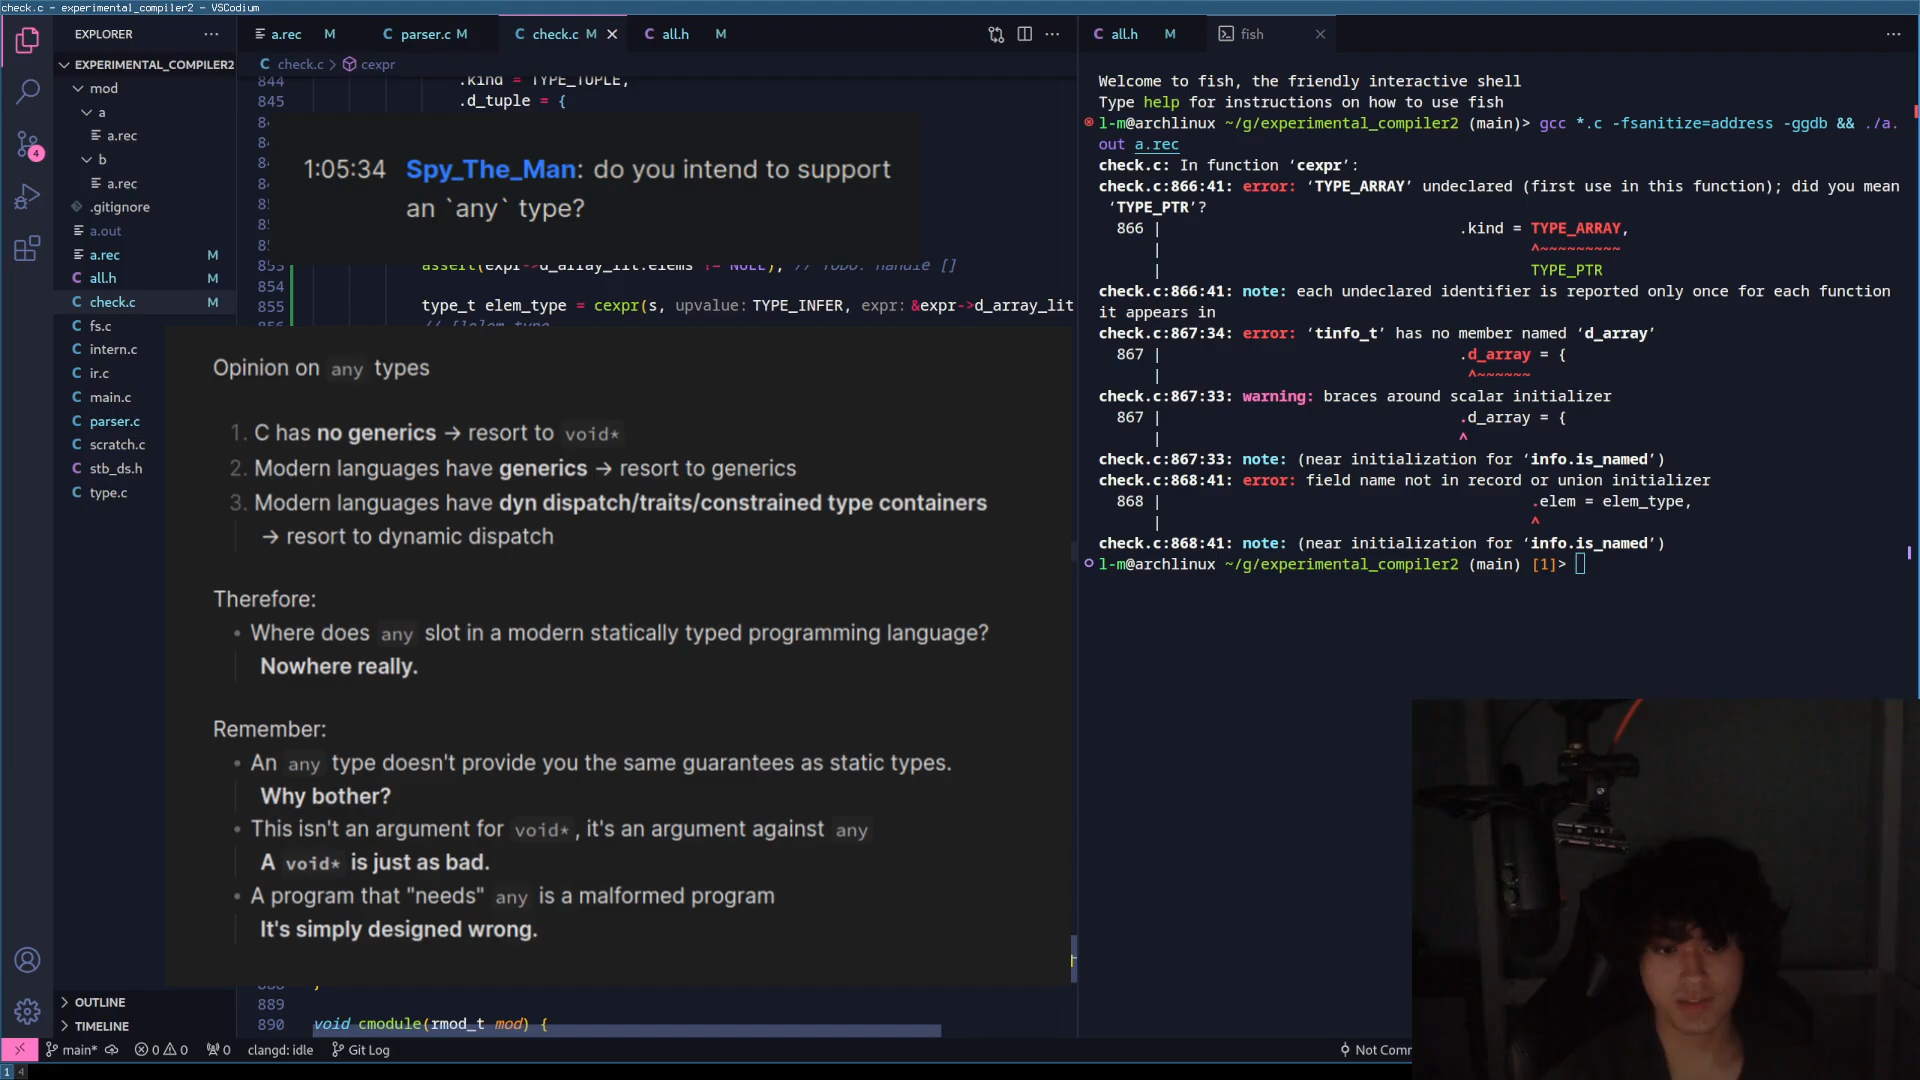 check.c - experimental_compiler2 - VSCodium
EXPLORER
EXPERIMENTAL_COMPILER2
mod
a
a.rec
b
a.rec
.gitignore
a.out
a.rec M
all.h M
check.c M
fs.c
intern.c
ir.c
main.c
parser.c
scratch.c
stb_ds.h
type.c
OUTLINE
TIMELINE
4
a.rec M
parser.c M
check.c M
all.h M
check.c > cexpr
844 .kind = TYPE_TUPLE,
845 .d_tuple = {
1:05:34 Spy_The_Man: do you intend to support
an `any` type?
853 assert(expr->d_array_lit.elems != NULL); // TODO: handle []
854
855 type_t elem_type = cexpr(s, upvalue: TYPE_INFER, expr: &expr->d_array_lit
Opinion on any types
1. C has no generics → resort to void*
2. Modern languages have generics → resort to generics
3. Modern languages have dyn dispatch/traits/constrained type containers
→ resort to dynamic dispatch
Therefore:
• Where does any slot in a modern statically typed programming language?
Nowhere really.
Remember:
• An any type doesn't provide you the same guarantees as static types.
Why bother?
• This isn't an argument for void*, it's an argument against any
A void* is just as bad.
• A program that "needs" any is a malformed program
It's simply designed wrong.
889
890 void cmodule(rmod_t mod) {
all.h M
fish
Welcome to fish, the friendly interactive shell
Type help for instructions on how to use fish
l-m@archlinux ~/g/experimental_compiler2 (main)> gcc *.c -fsanitize=address -ggdb && ./a.
out a.rec
check.c: In function ‘cexpr’:
check.c:866:41: error: ‘TYPE_ARRAY’ undeclared (first use in this function); did you mean
‘TYPE_PTR’?
866 | .kind = TYPE_ARRAY,
| ^~~~~~~~~~
| TYPE_PTR
check.c:866:41: note: each undeclared identifier is reported only once for each function
it appears in
check.c:867:34: error: ‘tinfo_t’ has no member named ‘d_array’
867 | .d_array = {
| ^~~~~~~
check.c:867:33: warning: braces around scalar initializer
867 | .d_array = {
| ^
check.c:867:33: note: (near initialization for ‘info.is_named’)
check.c:868:41: error: field name not in record or union initializer
868 | .elem = elem_type,
| ^
check.c:868:41: note: (near initialization for ‘info.is_named’)
l-m@archlinux ~/g/experimental_compiler2 (main) [1]>
main* 0 0 0 clangd: idle Git Log
Not Comm
1 4